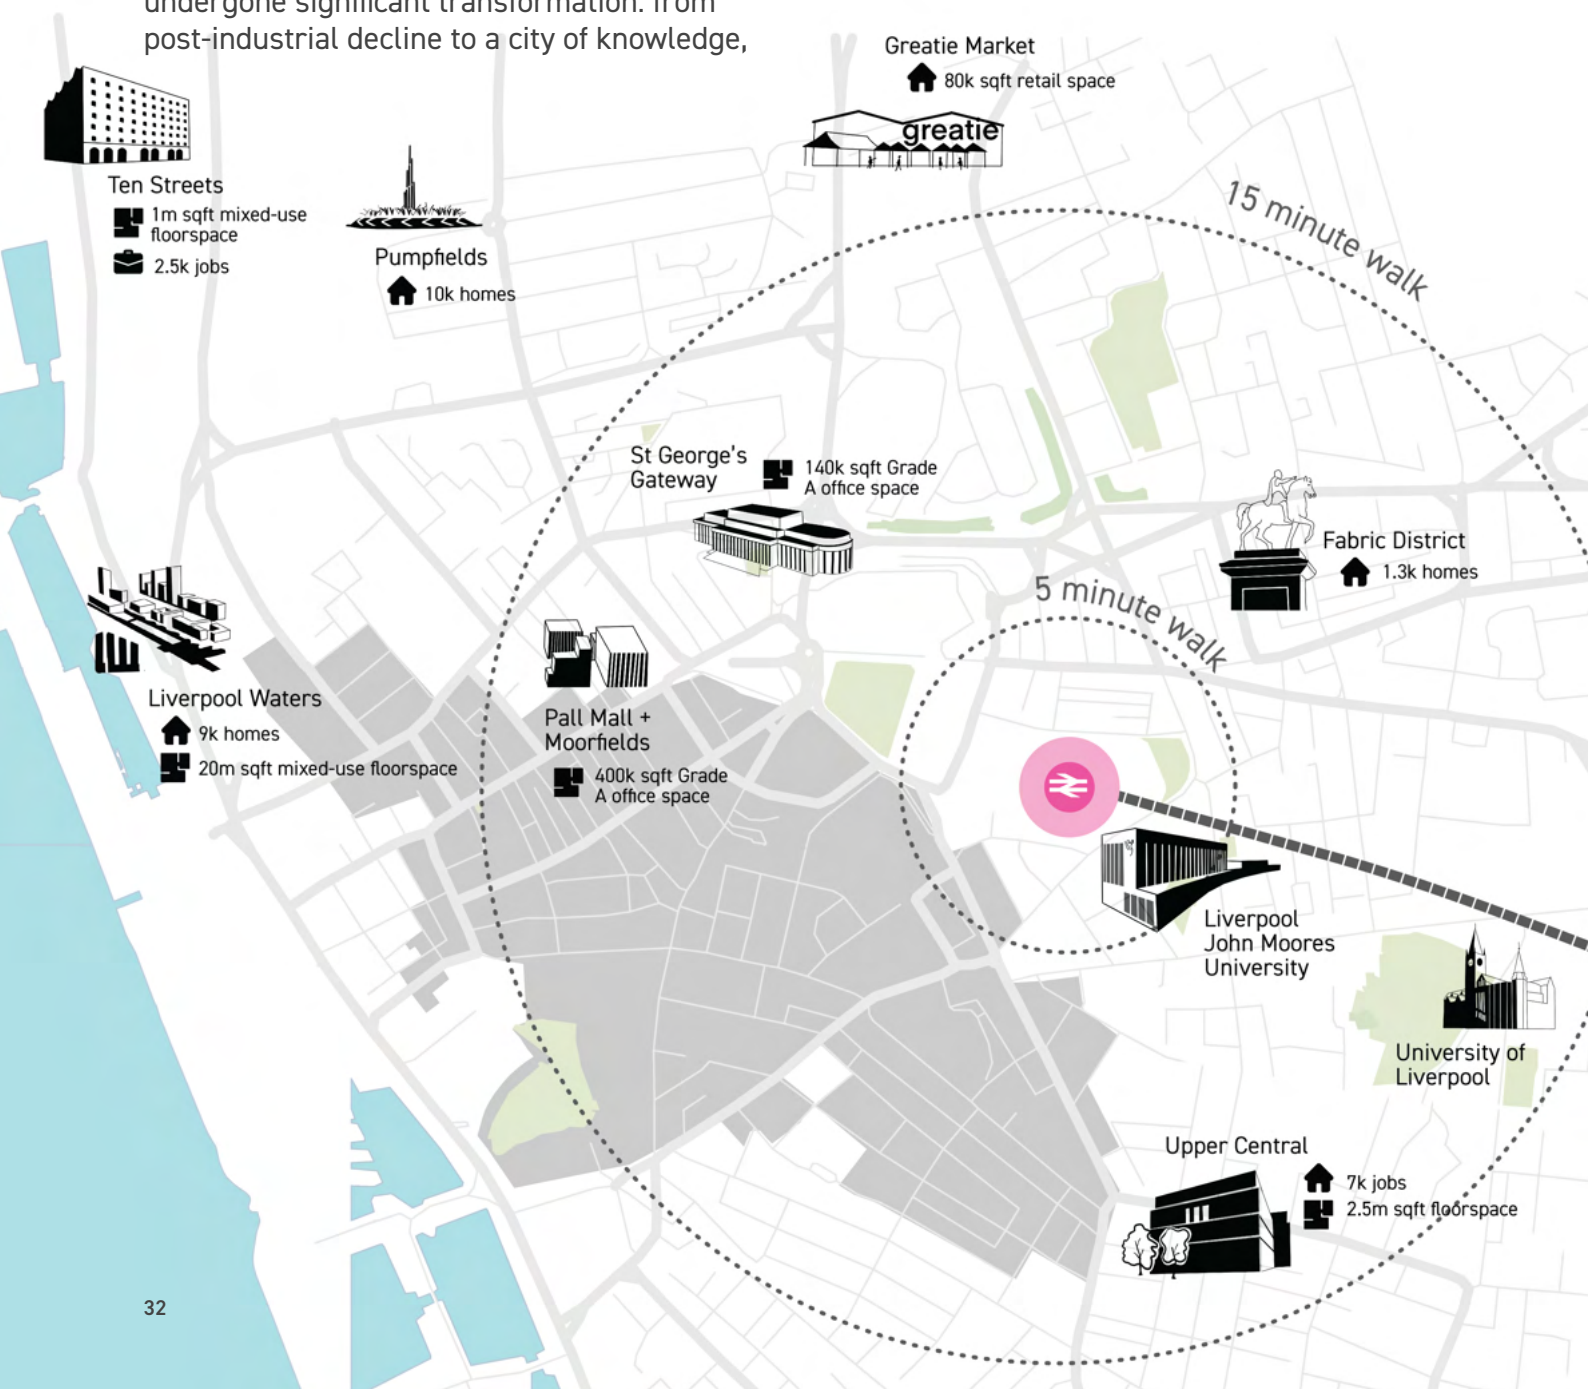 undergone significant transformation: from
post-industrial decline to a city of knowledge,
Greatie Market
80k sqft retail space
greatie
Ten Streets
1m sqft mixed-use
floorspace
2.5k jobs
Pumpfields
10k homes
15 minute walk
St George's
Gateway
140k sqft Grade
A office space
Fabric District
1.3k homes
5 minute walk
Liverpool Waters
9k homes
20m sqft mixed-use floorspace
Pall Mall +
Moorfields
400k sqft Grade
A office space
Liverpool
John Moores
University
University of
Liverpool
Upper Central
7k jobs
2.5m sqft floorspace
32